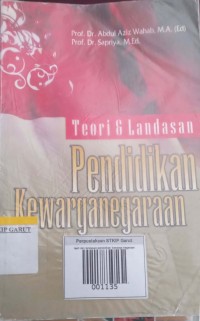 Prof. Dr. Abdul Aziz Wahab, M.A. (Ed)
Prof. Dr. Sapriya, M.Ed.
Teori & Landasan
Pendidikan
Kewarganegaraan
IP GARUT
Perpustakaan STKIP Garut
001135